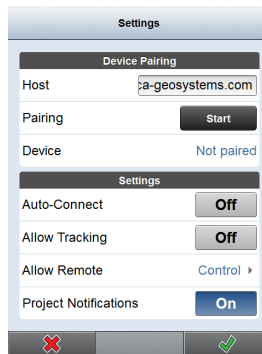 Settings
Device Pairing
Host ca-geosystems.com
Pairing Start
Device Not paired
Settings
Auto-Connect Off
Allow Tracking Off
Allow Remote Control
Project Notifications On